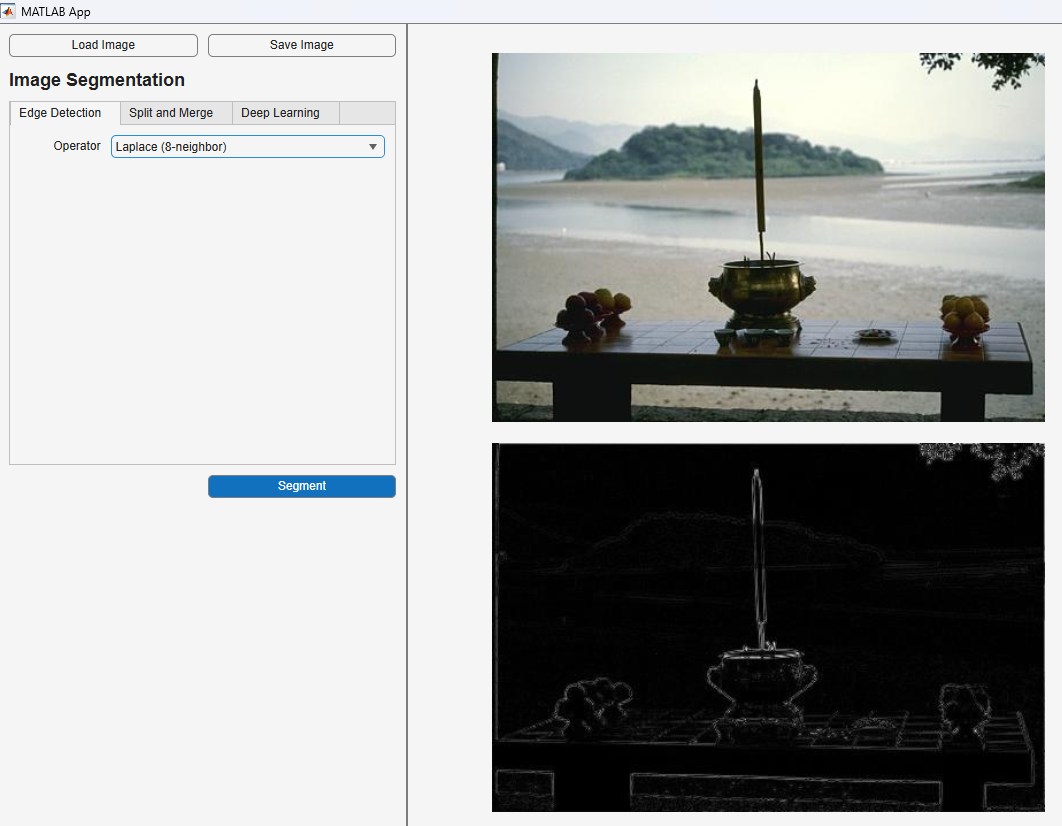 MATLAB App
Load Image
Save Image
Image Segmentation
Edge Detection
Split and Merge
Deep Learning
Operator
Laplace (8-neighbor)
Segment